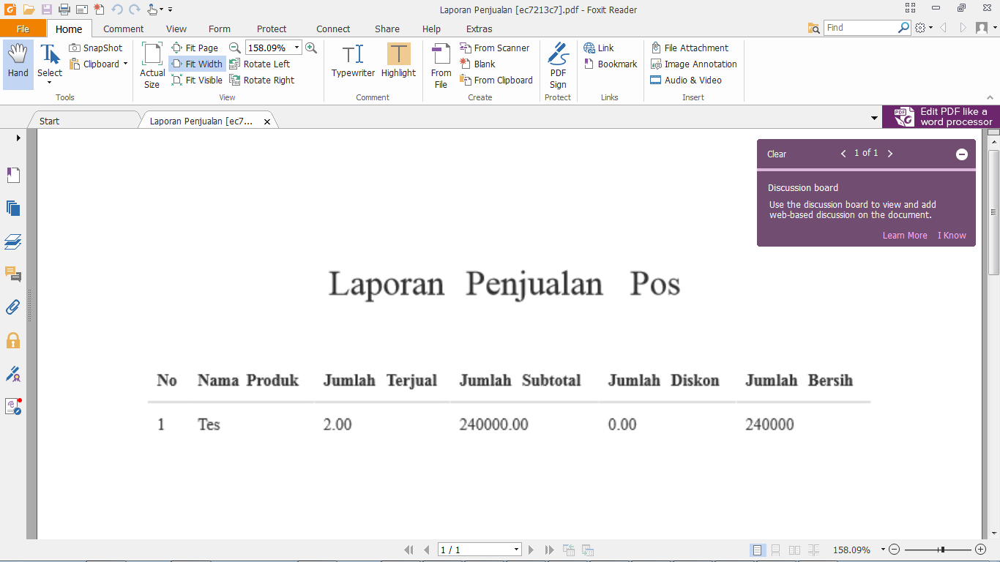 Laporan Penjualan [ec7213c7].pdf - Foxit Reader
File Home Comment View Form Protect Connect Share Help Extras Find
Hand
Select
SnapShot
Clipboard
Tools
Actual Size
Fit Page
Fit Width
Fit Visible
158.09%
Rotate Left
Rotate Right
View
Typewriter
Highlight
Comment
From File
From Scanner
Blank
From Clipboard
Create
PDF Sign
Protect
Link
Bookmark
Links
File Attachment
Image Annotation
Audio & Video
Insert
Start
Laporan Penjualan [ec7...
PDF
Edit PDF like a
word processor
Clear 1 of 1
Discussion board
Use the discussion board to view and add
web-based discussion on the document.
Learn More I Know
Laporan Penjualan Pos
No Nama Produk Jumlah Terjual Jumlah Subtotal Jumlah Diskon Jumlah Bersih
1 Tes 2.00 240000.00 0.00 240000
1 / 1
158.09%